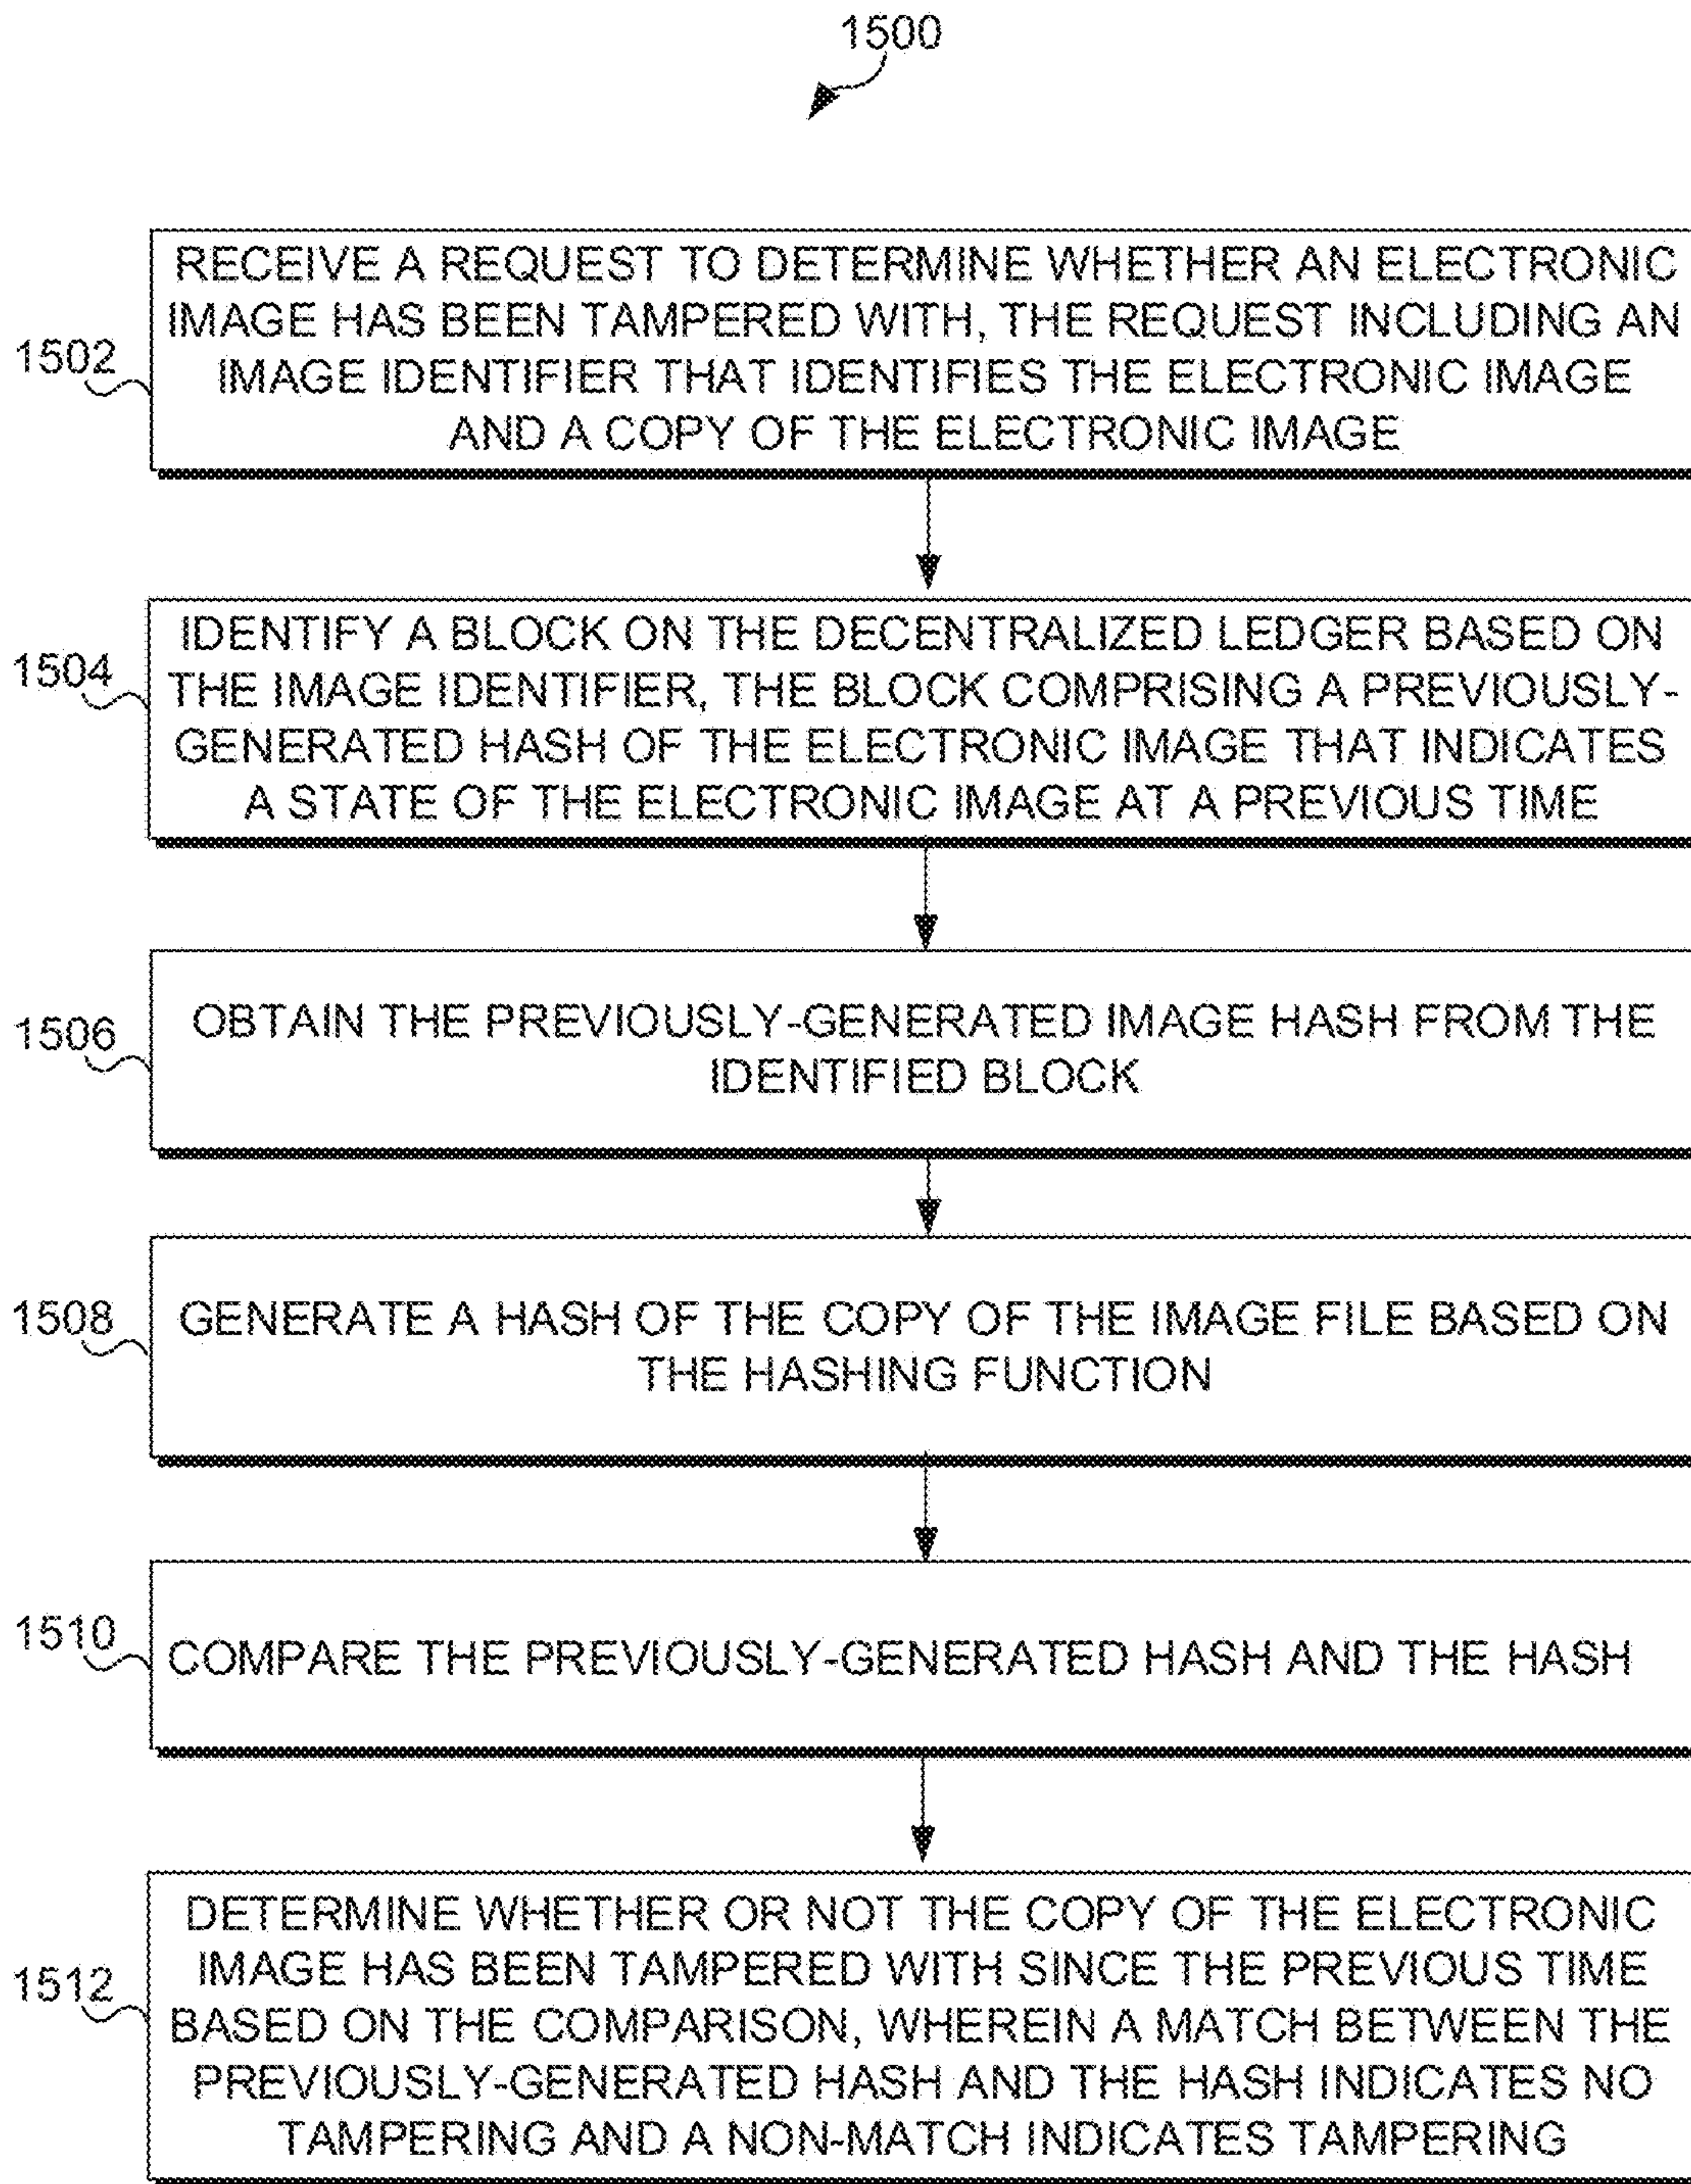 1500
1502
RECEIVE A REQUEST TO DETERMINE WHETHER AN ELECTRONIC
IMAGE HAS BEEN TAMPERED WITH, THE REQUEST INCLUDING AN
IMAGE IDENTIFIER THAT IDENTIFIES THE ELECTRONIC IMAGE
AND A COPY OF THE ELECTRONIC IMAGE
1504
IDENTIFY A BLOCK ON THE DECENTRALIZED LEDGER BASED ON
THE IMAGE IDENTIFIER, THE BLOCK COMPRISING A PREVIOUSLY-
GENERATED HASH OF THE ELECTRONIC IMAGE THAT INDICATES
A STATE OF THE ELECTRONIC IMAGE AT A PREVIOUS TIME
1506
OBTAIN THE PREVIOUSLY-GENERATED IMAGE HASH FROM THE
IDENTIFIED BLOCK
1508
GENERATE A HASH OF THE COPY OF THE IMAGE FILE BASED ON
THE HASHING FUNCTION
1510
COMPARE THE PREVIOUSLY-GENERATED HASH AND THE HASH
1512
DETERMINE WHETHER OR NOT THE COPY OF THE ELECTRONIC
IMAGE HAS BEEN TAMPERED WITH SINCE THE PREVIOUS TIME
BASED ON THE COMPARISON, WHEREIN A MATCH BETWEEN THE
PREVIOUSLY-GENERATED HASH AND THE HASH INDICATES NO
TAMPERING AND A NON-MATCH INDICATES TAMPERING